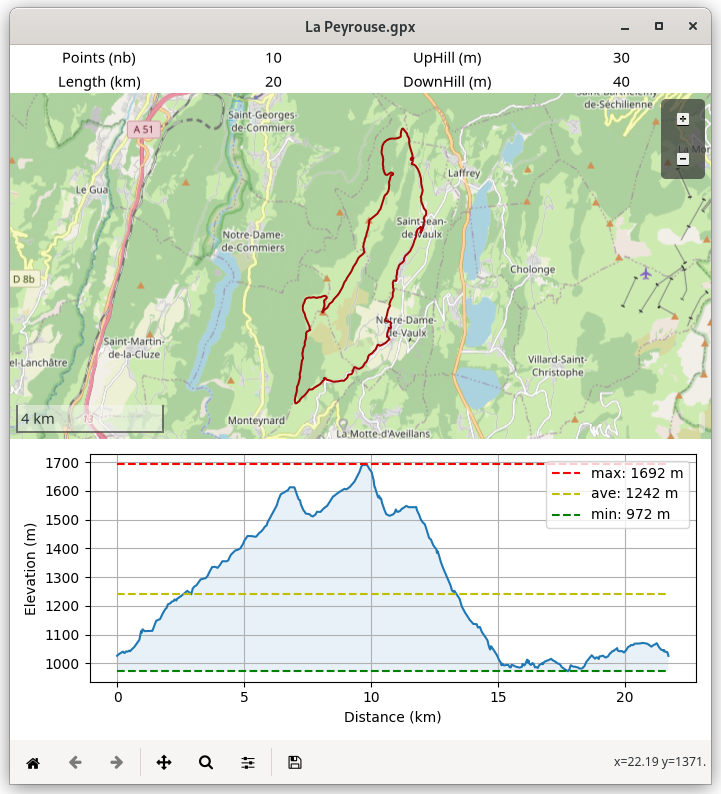 La Peyrouse.gpx
Points (nb) 10 UpHill (m) 30
Length (km) 20 DownHill (m) 40
de-Séchilienne
Saint-Georges-
de-Commiers
A 51
Laffrey
La Mor
Le Gua
Saint-Jean-
de-Vaulx
Notre-Dame-
de-Commiers
Cholonge
D 8b
Notre-Dame-
de-Vaulx
Saint-Martin-
de-la-Cluze
el-Lanchâtre
Villard-Saint-
Christophe
4 km
Monteynard
La Motte-d'Aveillans
max: 1692 m
ave: 1242 m
min: 972 m
Elevation (m)
1700
1600
1500
1400
1300
1200
1100
1000
0 5 10 15 20
Distance (km)
x=22.19 y=1371.